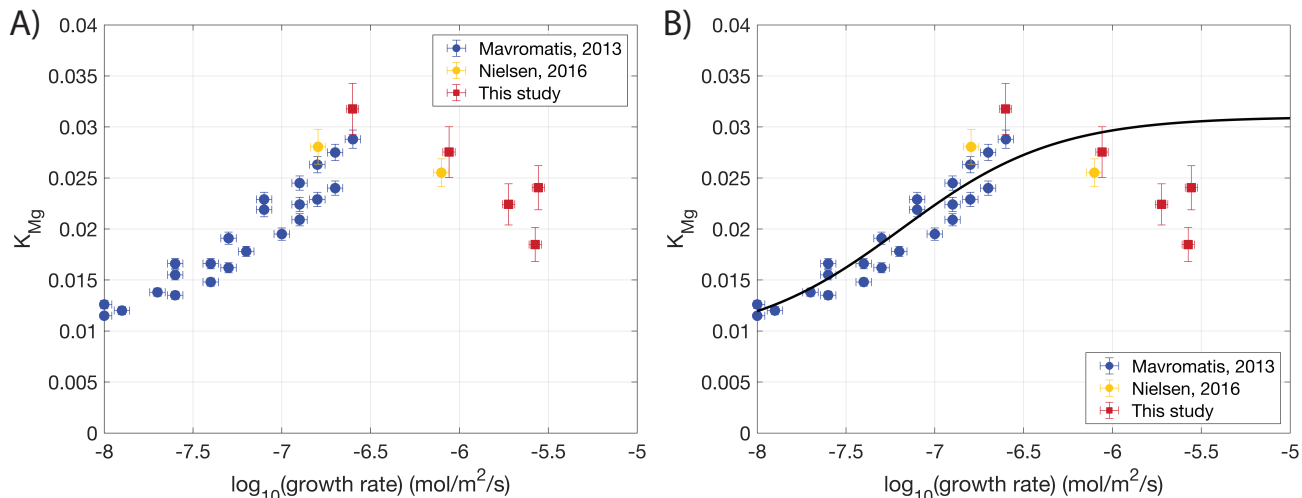 A)
0.04
0.035
0.03
0.025
0.02
0.015
0.01
0.005
0
K_Mg
-8
-7.5
-7
-6.5
-6
-5.5
-5
log₁₀(growth rate) (mol/m²/s)
Mavromatis, 2013
Nielsen, 2016
This study
B)
0.04
0.035
0.03
0.025
0.02
0.015
0.01
0.005
0
K_Mg
-8
-7.5
-7
-6.5
-6
-5.5
-5
log₁₀(growth rate) (mol/m²/s)
Mavromatis, 2013
Nielsen, 2016
This study